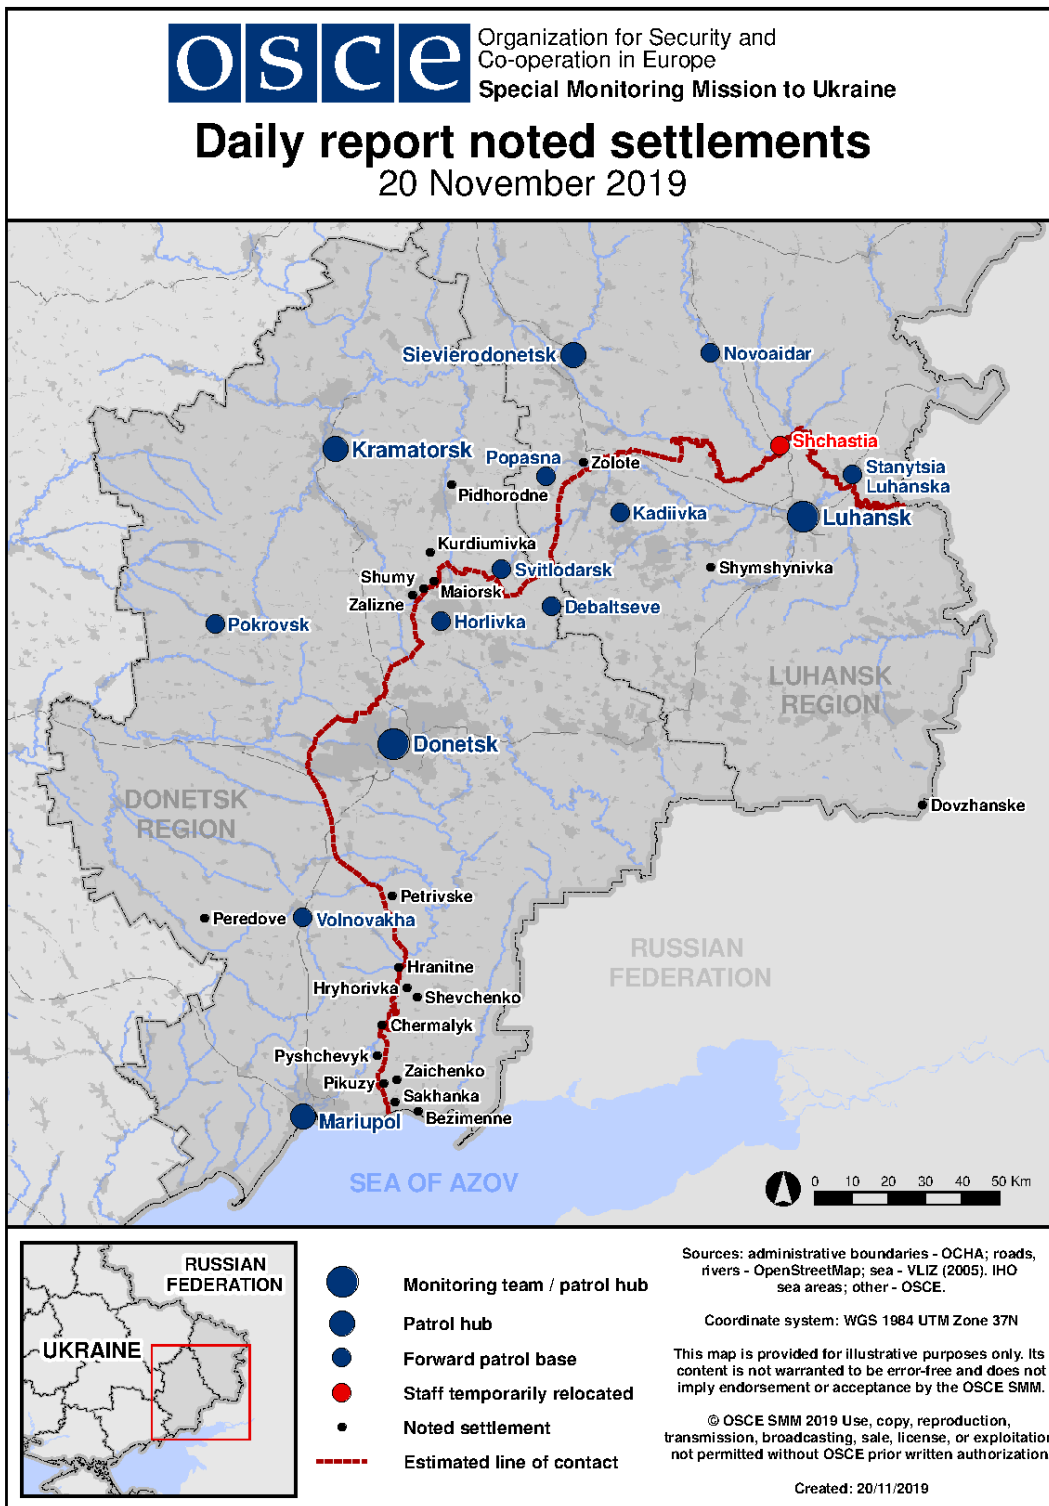 osce
Organization for Security and
Co-operation in Europe
Special Monitoring Mission to Ukraine
Daily report noted settlements
20 November 2019
Sievierodonetsk
Novoaidar
Kramatorsk
Shchastia
Popasna
Zolote
Stanytsia
Luhanska
Pidhorodne
Kadiivka
Luhansk
Kurdiumivka
Svitlodarsk
Shymshynivka
Shumy
Maiorsk
Zalizne
Debaltseve
Pokrovsk
Horlivka
LUHANSK
REGION
Donetsk
DONETSK
REGION
Dovzhanske
Petrivske
Peredove
Volnovakha
RUSSIAN
FEDERATION
Hranitne
Hryhorivka
Shevchenko
Chermalyk
Pyshchevyk
Zaichenko
Pikuzy
Sakhanka
Bezimenne
Mariupol
SEA OF AZOV
0 10 20 30 40 50 Km
RUSSIAN
FEDERATION
UKRAINE
Monitoring team / patrol hub
Patrol hub
Forward patrol base
Staff temporarily relocated
Noted settlement
Estimated line of contact
Sources: administrative boundaries - OCHA; roads,
rivers - OpenStreetMap; sea - VLIZ (2005). IHO
sea areas; other - OSCE.
Coordinate system: WGS 1984 UTM Zone 37N
This map is provided for illustrative purposes only. Its
content is not warranted to be error-free and does not
imply endorsement or acceptance by the OSCE SMM.
© OSCE SMM 2019 Use, copy, reproduction,
transmission, broadcasting, sale, license, or exploitation
not permitted without OSCE prior written authorization
Created: 20/11/2019